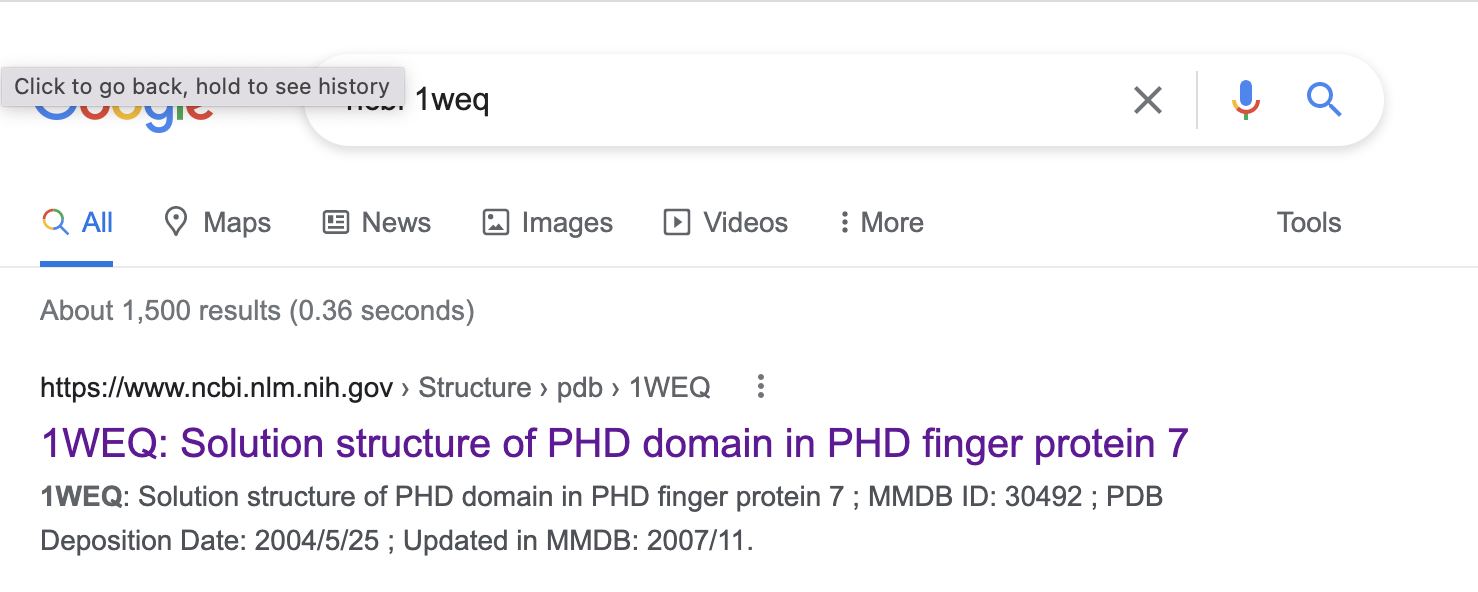 Click to go back, hold to see history
Google
ncbi 1weq
All Maps News Images Videos More Tools
About 1,500 results (0.36 seconds)
https://www.ncbi.nlm.nih.gov › Structure › pdb › 1WEQ
1WEQ: Solution structure of PHD domain in PHD finger protein 7
1WEQ: Solution structure of PHD domain in PHD finger protein 7 ; MMDB ID: 30492 ; PDB
Deposition Date: 2004/5/25 ; Updated in MMDB: 2007/11.